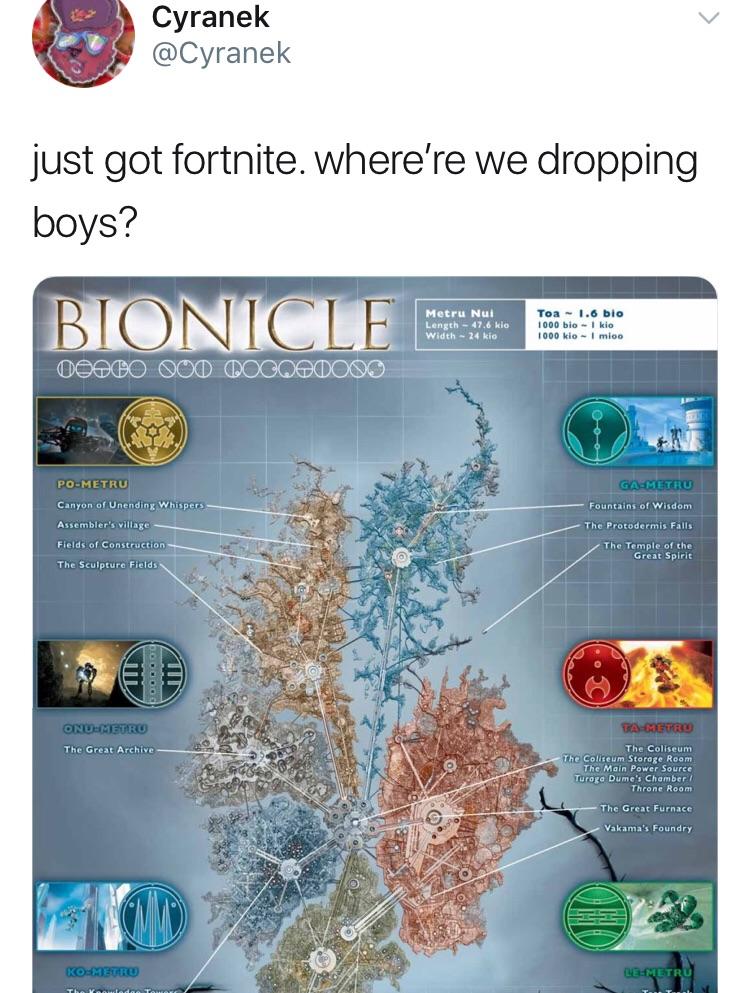 Cyranek
@Cyranek
just got fortnite. where're we dropping
boys?
BIONICLE
Metru Nui
Length ~ 47.6 kio
Width ~ 24 kio
Toa ~ 1.6 bio
1000 bio ~ 1 kio
1000 kio ~ 1 mioo
PO-METRU
Canyon of Unending Whispers
Assembler's village
Fields of Construction
The Sculpture Fields
GA-METRU
Fountains of Wisdom
The Protodermis Falls
The Temple of the
Great Spirit
ONU-METRU
The Great Archive
TA-METRU
The Coliseum
The Coliseum Storage Room
The Main Power Source
Turaga Dume's Chamber /
Throne Room
The Great Furnace
Vakama's Foundry
KO-METRU
The Knowledge Towers
LE-METRU